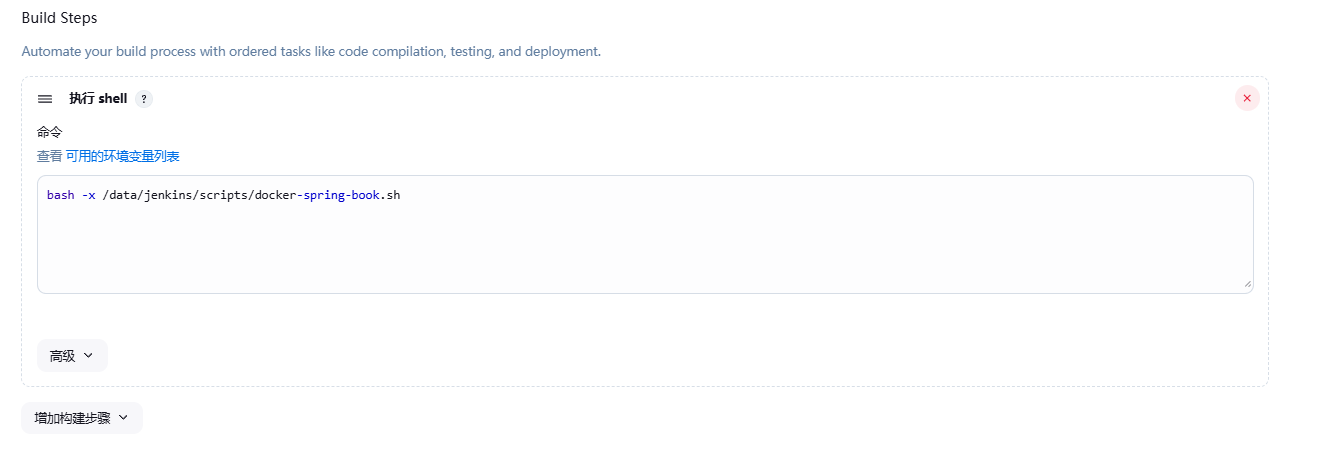 Build Steps
Automate your build process with ordered tasks like code compilation, testing, and deployment.
执行 shell ?
命令
查看 可用的环境变量列表
bash -x /data/jenkins/scripts/docker-spring-book.sh
高级
增加构建步骤